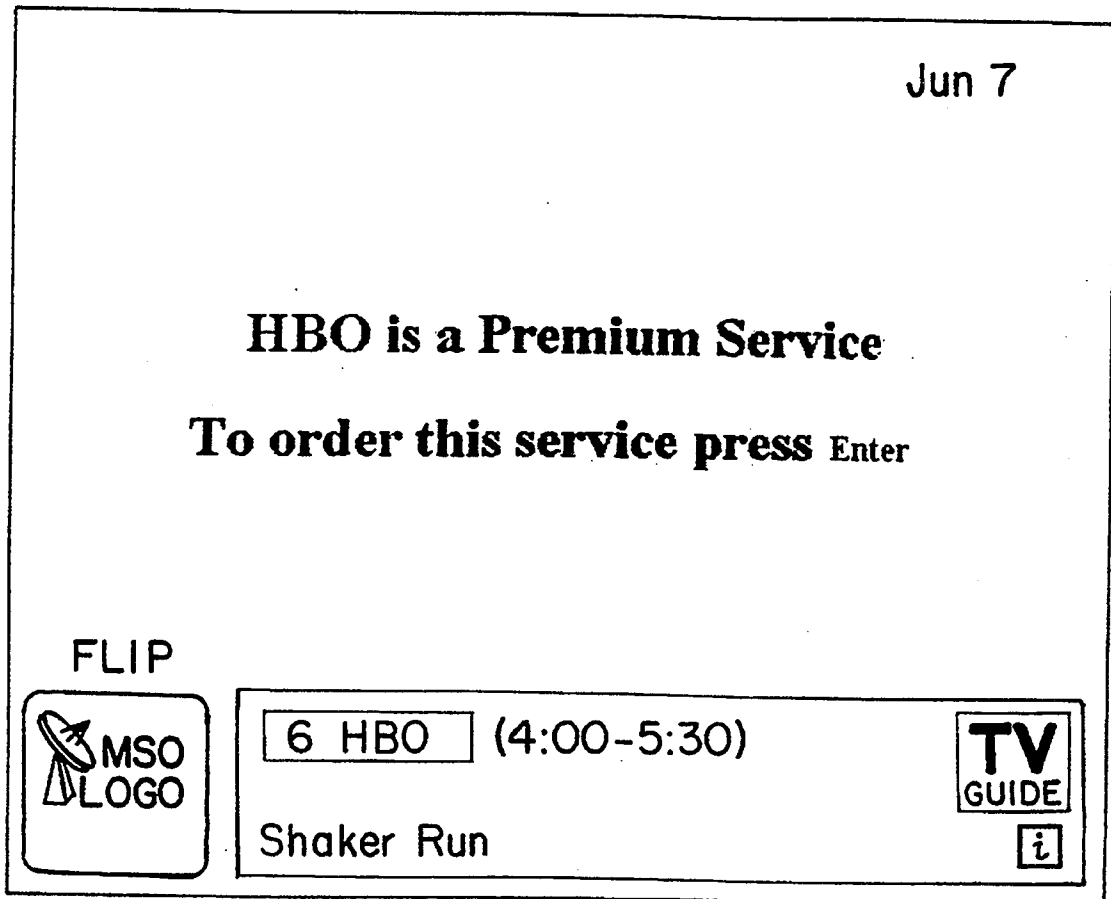 Jun 7
HBO is a Premium Service
To order this service press Enter
FLIP
MSO
LOGO
6 HBO (4:00-5:30)
TV
GUIDE
Shaker Run
i